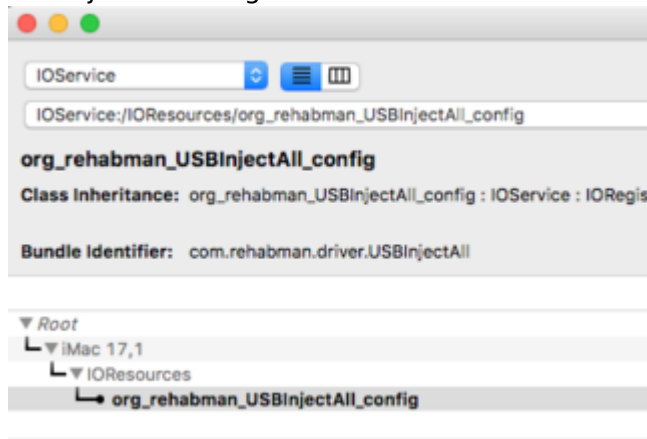 IOService
IOService:/IOResources/org_rehabman_USBInjectAll_config
org_rehabman_USBInjectAll_config
Class Inheritance: org_rehabman_USBInjectAll_config : IOService : IORegis
Bundle Identifier: com.rehabman.driver.USBInjectAll
Root
iMac 17,1
IOResources
org_rehabman_USBInjectAll_config